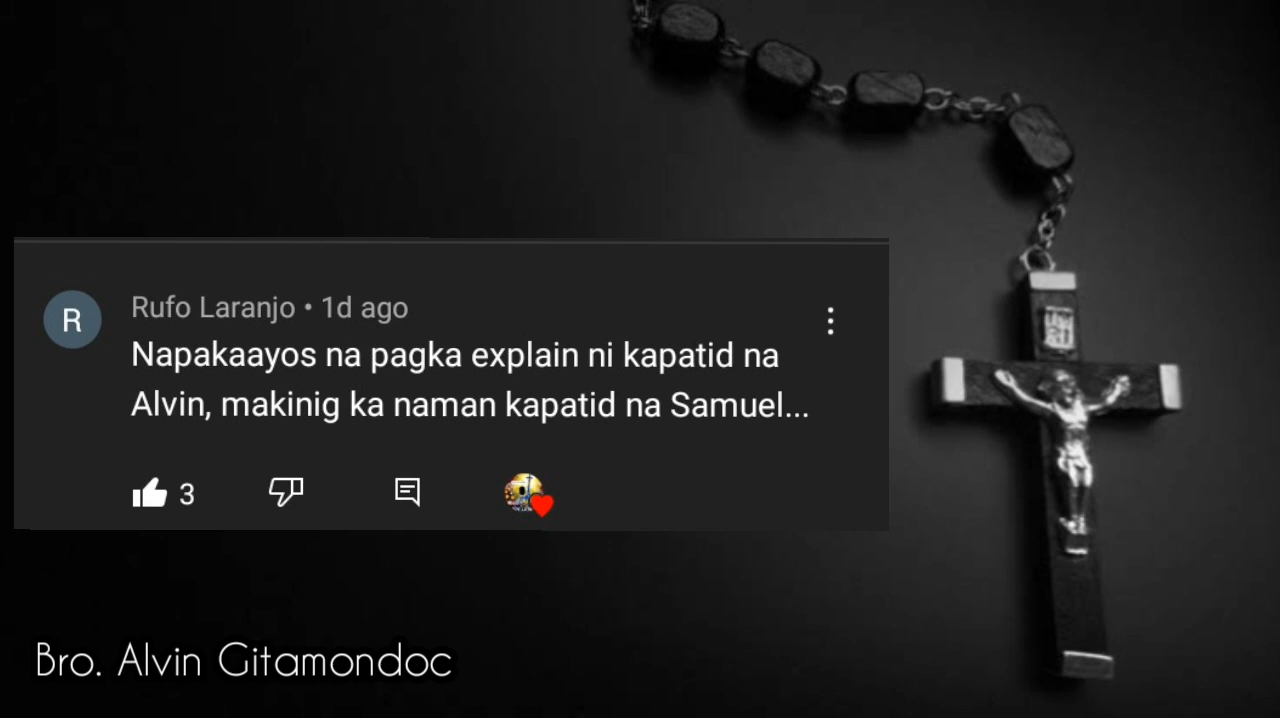 R
Rufo Laranjo • 1d ago
Napakaayos na pagka explain ni kapatid na
Alvin, makinig ka naman kapatid na Samuel...
3
Bro. Alvin Gitamondoc